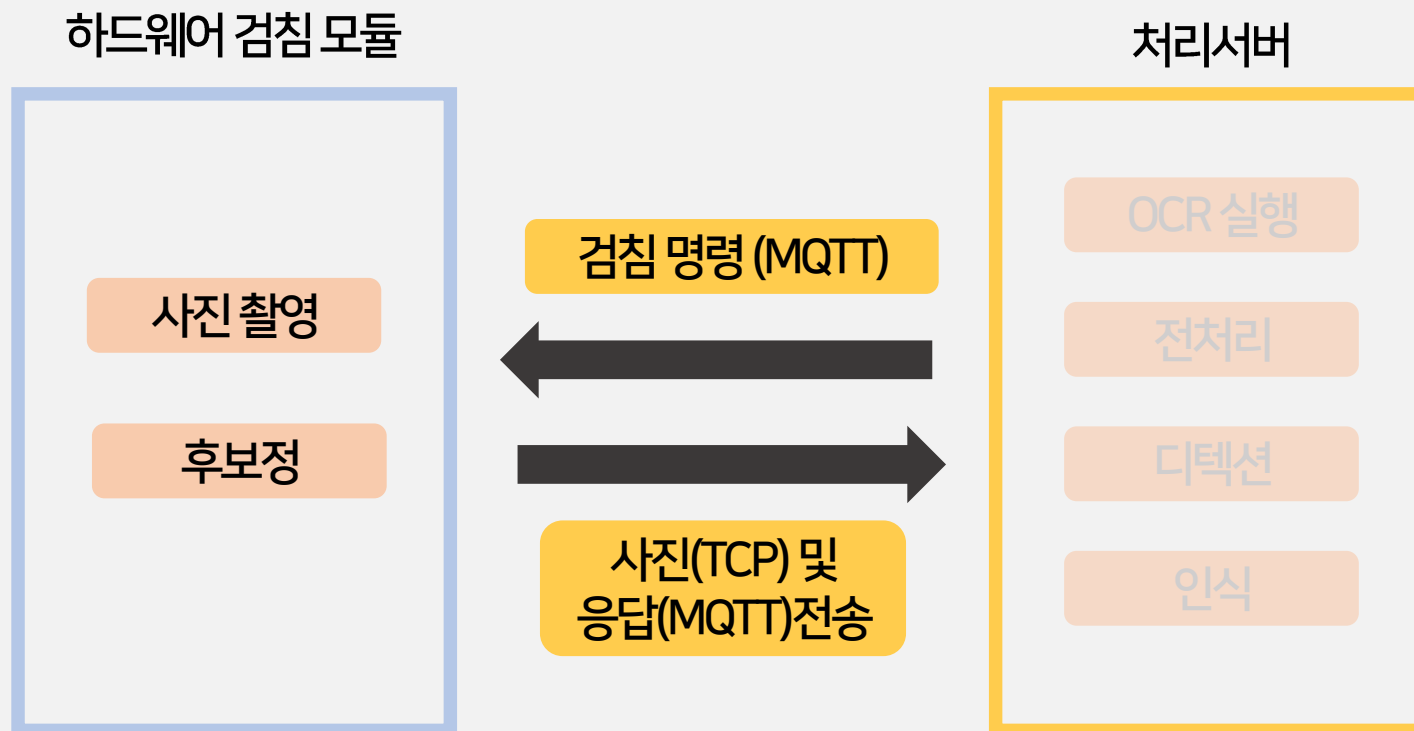 하드웨어 검침 모듈
처리서버
사진 촬영
후보정
검침 명령 (MQTT)
사진(TCP) 및
응답(MQTT)전송
OCR 실행
전처리
디텍션
인식